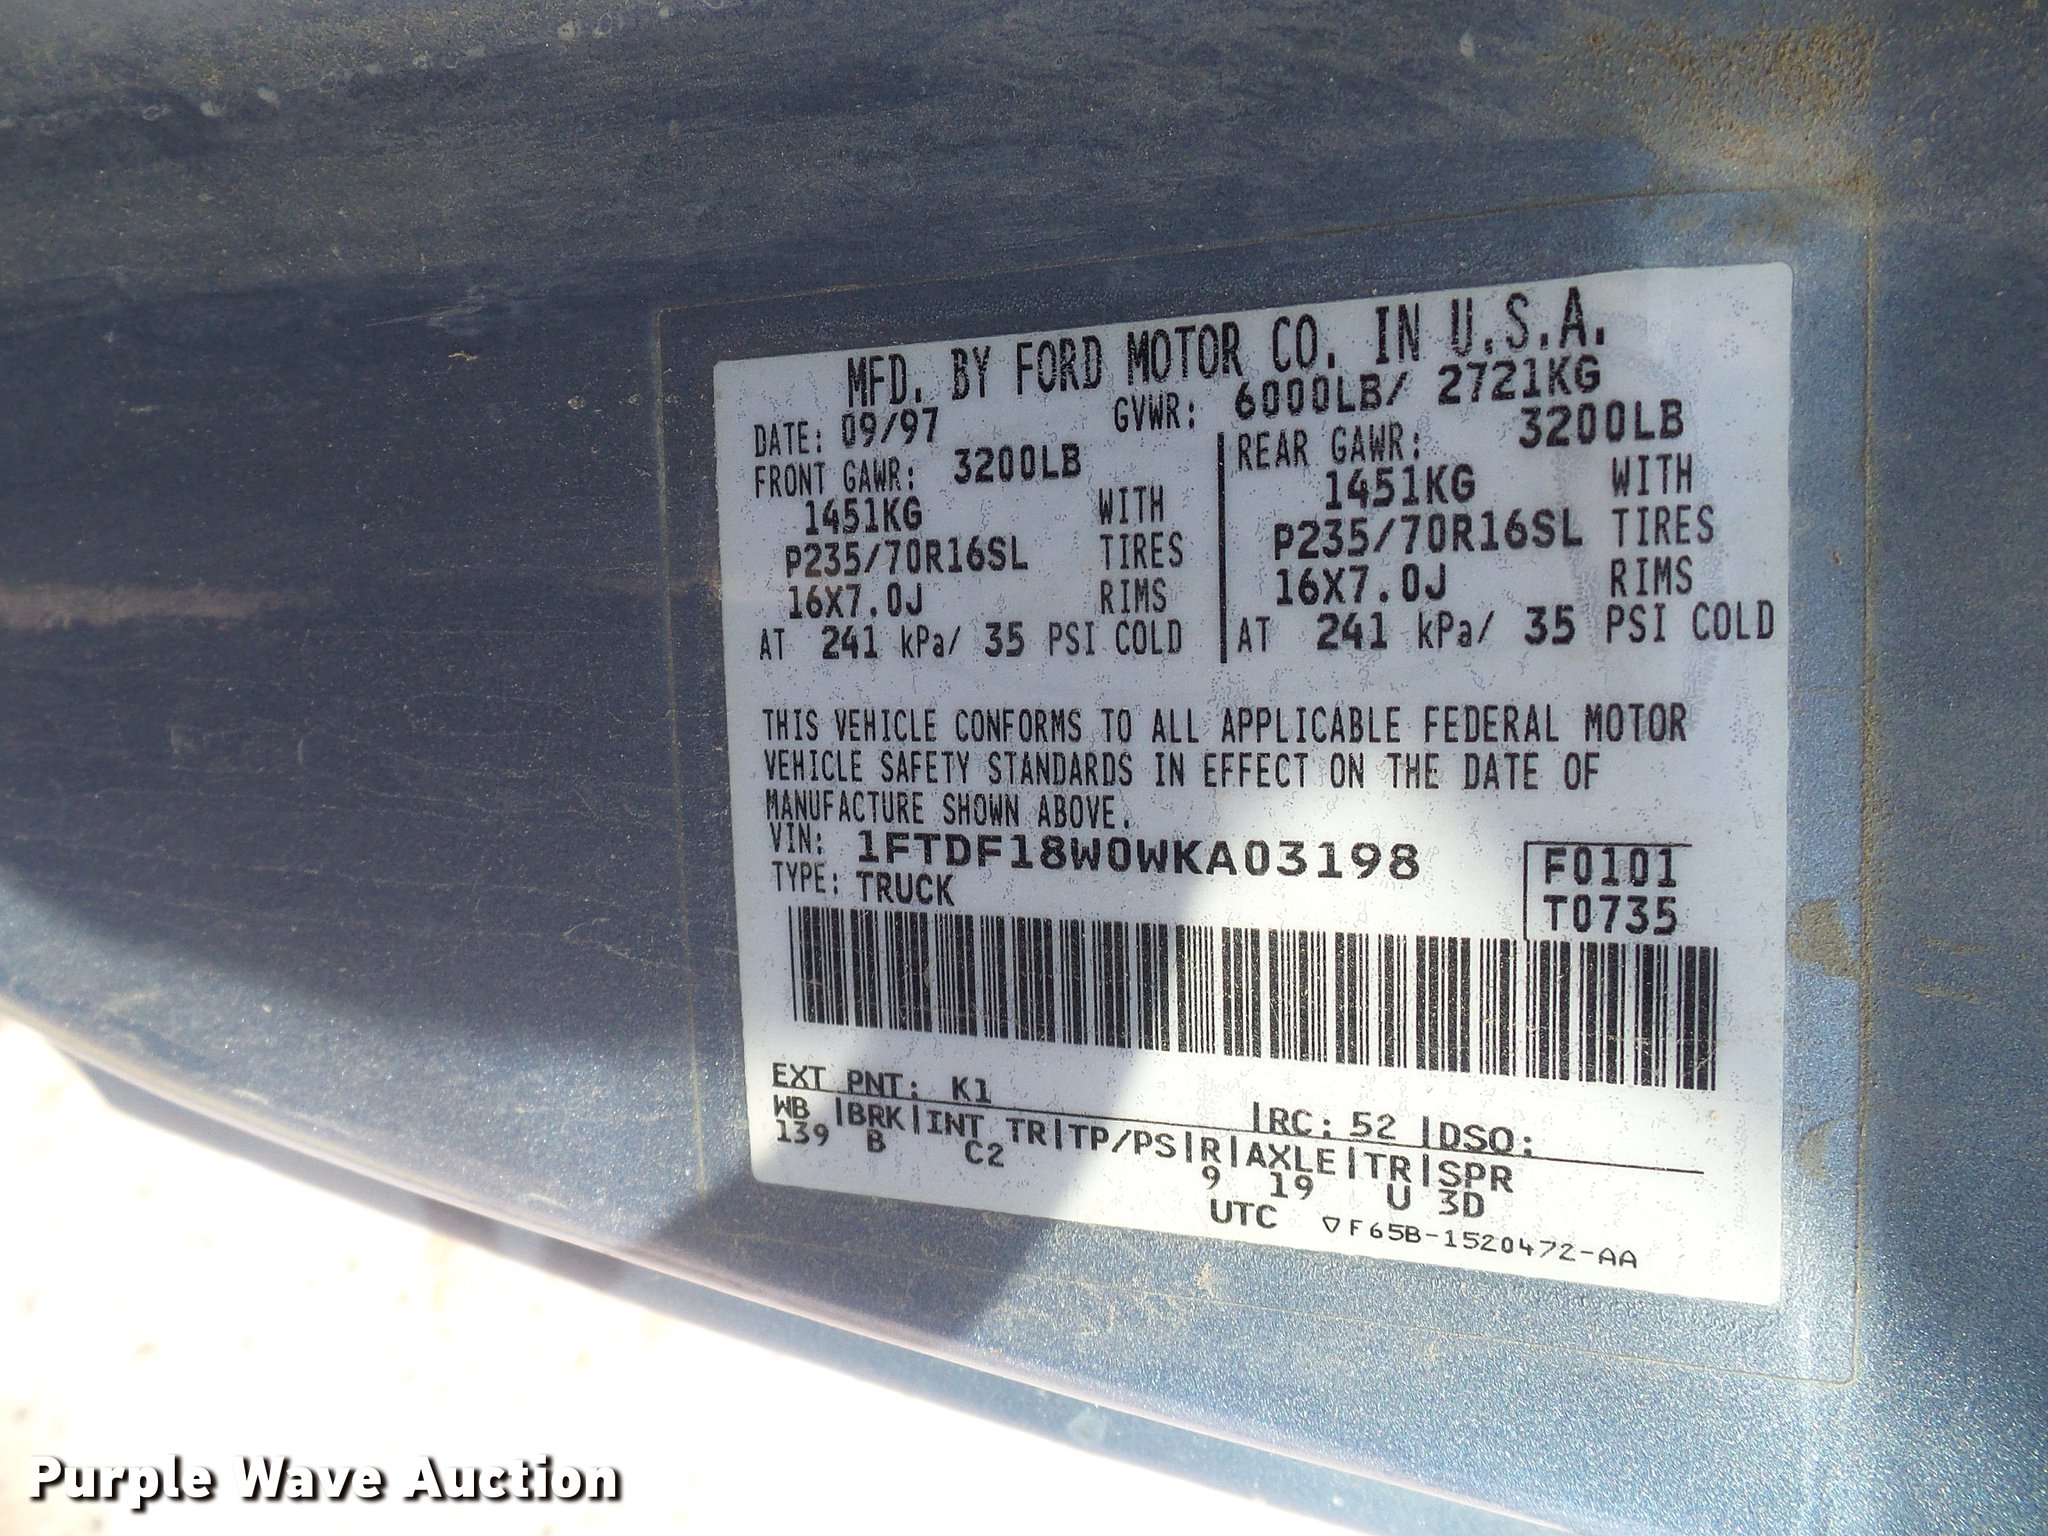 MFD. BY FORD MOTOR CO. IN U.S.A.
DATE: 09/97 GVWR: 6000LB/ 2721KG
FRONT GAWR: 3200LB REAR GAWR: 3200LB
1451KG WITH 1451KG WITH
P235/70R16SL TIRES P235/70R16SL TIRES
16X7.0J RIMS 16X7.0J RIMS
AT 241 kPa/ 35 PSI COLD AT 241 kPa/ 35 PSI COLD
THIS VEHICLE CONFORMS TO ALL APPLICABLE FEDERAL MOTOR
VEHICLE SAFETY STANDARDS IN EFFECT ON THE DATE OF
MANUFACTURE SHOWN ABOVE.
VIN: 1FTDF18W0WKA03198 F0101
TYPE: TRUCK T0735
EXT PNT: K1 |RC: 52 |DSO:
WB |BRK|INT TR|TP/PS|R|AXLE|TR|SPR
139 B C2 9 19 U 3D
UTC ▽F65B-1520472-AA
Purple Wave Auction